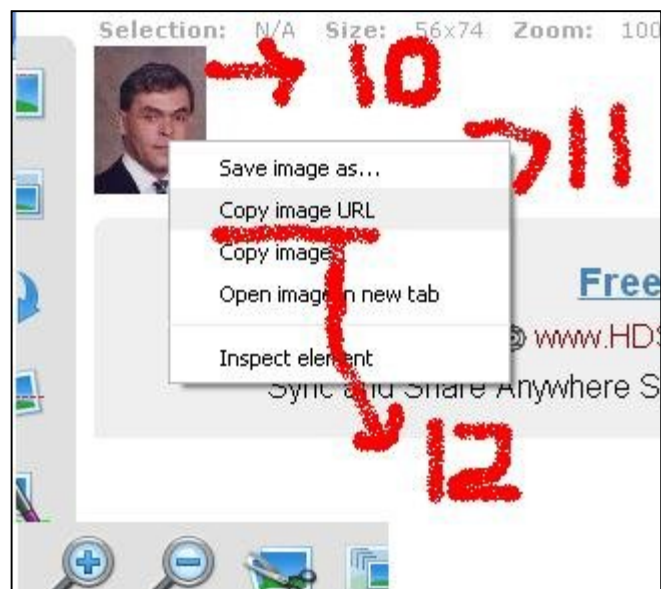 Selection: N/A Size: 56x74 Zoom: 100
10
11
Save image as...
Copy image URL
Copy image
Open image in new tab
Free
www.HDS
Inspect element
Sync and Share Anywhere S
12